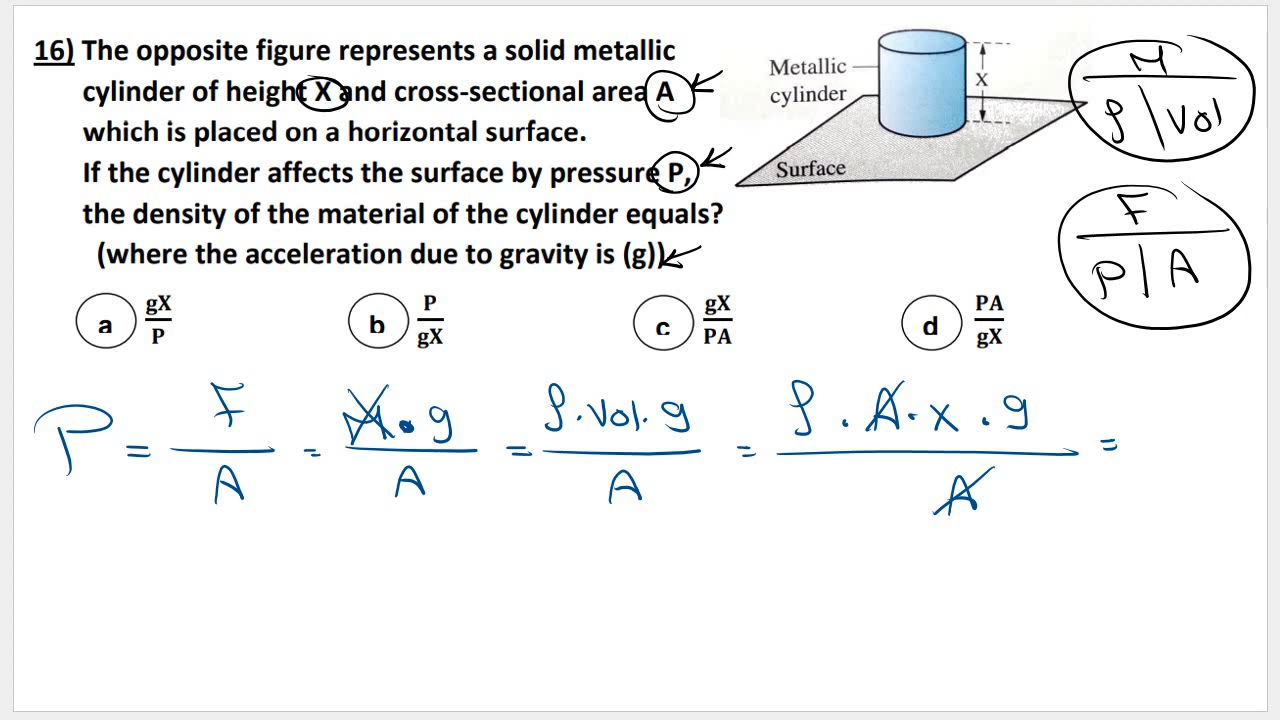 16) The opposite figure represents a solid metallic
cylinder of height X and cross-sectional area A
which is placed on a horizontal surface.
If the cylinder affects the surface by pressure P,
the density of the material of the cylinder equals?
(where the acceleration due to gravity is (g))
Metallic
cylinder
X
Surface
M
ρ | Vol
F
P | A
a gX/P b P/gX c gX/PA d PA/gX
P = F/A = M.g/A = ρ.Vol.g/A = ρ.A.x.g/A =